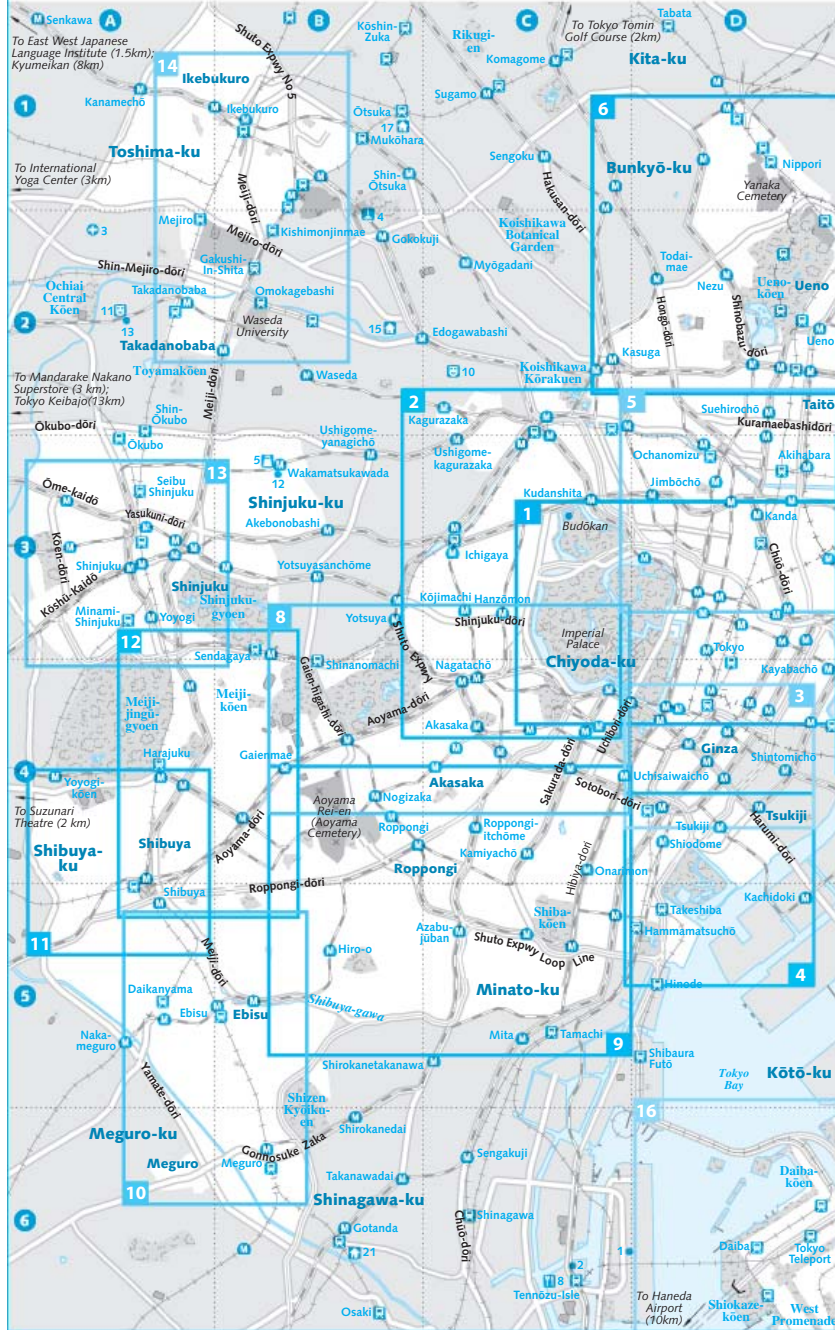 A
B
C
D
Senkawa
To East West Japanese
Language Institute (1.5km);
Kyumeikan (8km)
Shuto Expwy No 5
Kōshin-
Zuka
Rikugi-
en
To Tokyo Tomin
Golf Course (2km)
Tabata
Komagome
Kita-ku
14
Ikebukuro
Kanamechō
Ikebukuro
Sugamo
1
Ōtsuka
17
Mukōhara
6
Toshima-ku
Bunkyō-ku
Sengoku
Nippori
To International
Yoga Center (3km)
Meiji-dōri
Shin-
Ōtsuka
Hakusan-dōri
Yanaka
Cemetery
3
Mejiro
4
Mejiro-dōri
Kishimonjinmae
Gokokuji
Koishikawa
Botanical
Garden
Shin-Mejiro-dōri
Gakushi-
In-Shita
Myōgadani
Todai-
mae
Nezu
Ueno-
kōen
Ueno
Ochiai
Central
Kōen
Takadanobaba
Omokagebashi
Hongō-dōri
Shinobazu-dōri
2
11
13
Waseda
University
15
Edogawabashi
Ueno
Takadanobaba
Toyamakōen
Kasuga
To Mandarake Nakano
Superstore (3 km);
Tokyo Keibajo(13km)
Meiji-dōri
Waseda
10
Koishikawa
Kōrakuen
2
5
Taitō
Shin-
Ōkubo
Kagurazaka
Suehirochō
Kuramaebashidōri
Ōkubo-dōri
Ōkubo
Ushigome-
yanagichō
Ushigome-
kagurazaka
Ochanomizu
Akihabara
5
Wakamatsukawada
12
13
Seibu
Shinjuku
Shinjuku-ku
Kudanshita
Jimbōchō
Ōme-kaidō
Yasukuni-dōri
Akebonobashi
1
Budōkan
Kanda
3
Kōen-dōri
Ichigaya
Chūō-dōri
Shinjuku
Kōshū-Kaidō
Shinjuku
Yotsuyasanchōme
Shinjuku-
gyoen
Kōjimachi
Hanzōmon
Minami-
Shinjuku
Yoyogi
8
Yotsuya
Shinjuku-dōri
Imperial
Palace
12
Sendagaya
Shinanomachi
Shuto Expwy
Chiyoda-ku
Tokyo
Kayabachō
Nagatachō
Meiji-
jingū-
gyoen
Meiji-
kōen
Gaien-higashi-dōri
Aoyama-dōri
Uchibori-dōri
3
Akasaka
Harajuku
Gaienmae
Sakurada-dōri
Ginza
Shintomichō
4
Yoyogi-
kōen
Akasaka
Sotobori-dōri
Uchisaiwaichō
To Suzunari
Theatre (2 km)
Aoyama
Rei-en
(Aoyama
Cemetery)
Nogizaka
Roppongi
Roppongi-
itchōme
Tsukiji
Tsukiji
Harumi-dōri
Shibuya-
ku
Shibuya
Aoyama-dōri
Kamiyachō
Shiodome
Roppongi
Hibiya-dori
Onarimon
Shibuya
Roppongi-dōri
Kachidoki
Takeshiba
Azabu-
jūban
Shiba-
kōen
Hamamatsuchō
11
Meiji-dōri
Hiro-o
Shuto Expwy Loop Line
4
Daikanyama
Minato-ku
Hinode
5
Ebisu
Ebisu
Shibuya-gawa
Naka-
meguro
Mita
Tamachi
9
Shirokanetakanawa
Shibaura
Futō
Yamate-dōri
Tokyo
Bay
Kōtō-ku
Shizen
Kyōiku-
en
16
Shirokanedai
Meguro-ku
Gonnosuke Zaka
Meguro
Meguro
Sengakuji
Daiba-
kōen
Takanawadai
10
Shinagawa-ku
6
Shinagawa
Gotanda
Chūō-dōri
Daiba
Tokyo
Teleport
21
1
2
8
Tennōzu-Isle
To Haneda
Airport
(10km)
Shiokaze-
kōen
West
Promenad
Osaki